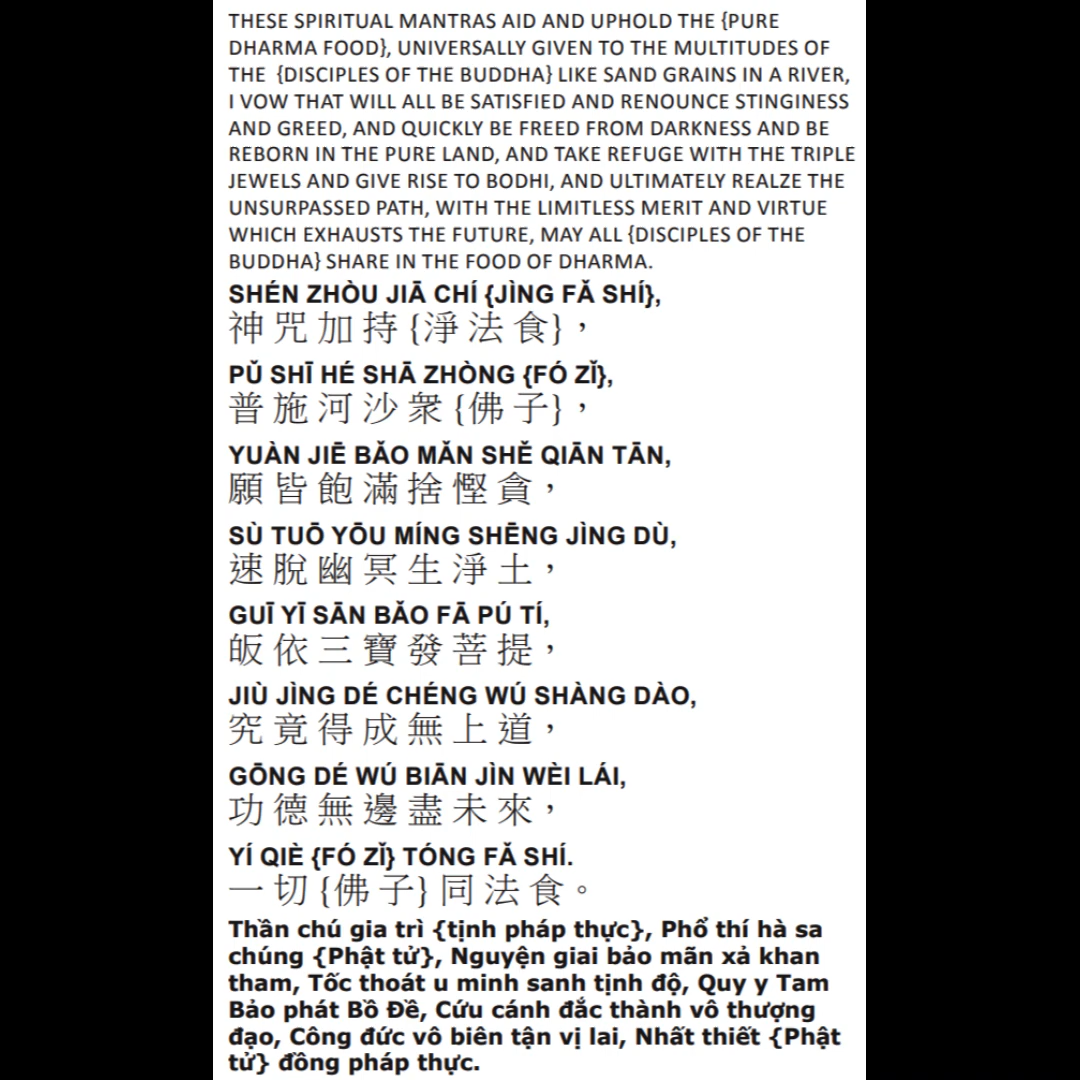 THESE SPIRITUAL MANTRAS AID AND UPHOLD THE {PURE
DHARMA FOOD}, UNIVERSALLY GIVEN TO THE MULTITUDES OF
THE {DISCIPLES OF THE BUDDHA} LIKE SAND GRAINS IN A RIVER,
I VOW THAT WILL ALL BE SATISFIED AND RENOUNCE STINGINESS
AND GREED, AND QUICKLY BE FREED FROM DARKNESS AND BE
REBORN IN THE PURE LAND, AND TAKE REFUGE WITH THE TRIPLE
JEWELS AND GIVE RISE TO BODHI, AND ULTIMATELY REALZE THE
UNSURPASSED PATH, WITH THE LIMITLESS MERIT AND VIRTUE
WHICH EXHAUSTS THE FUTURE, MAY ALL {DISCIPLES OF THE
BUDDHA} SHARE IN THE FOOD OF DHARMA.
SHÉN ZHÒU JIĀ CHÍ {JÌNG FǍ SHÍ},
神咒加持{淨法食}，
PǓ SHĪ HÉ SHĀ ZHÒNG {FÓ ZǏ},
普施河沙衆{佛子}，
YUÀN JIĒ BǍO MǍN SHĚ QIĀN TĀN,
願皆飽滿捨慳貪，
SÙ TUŌ YŌU MÍNG SHĒNG JÌNG DÙ,
速脫幽冥生淨土，
GUĪ YĪ SĀN BǍO FĀ PÚ TÍ,
皈依三寶發菩提，
JIÙ JÌNG DÉ CHÉNG WÚ SHÀNG DÀO,
究竟得成無上道，
GŌNG DÉ WÚ BIĀN JÌN WÈI LÁI,
功德無邊盡未來，
YÍ QIÈ {FÓ ZǏ} TÓNG FǍ SHÍ.
一切{佛子}同法食。
Thần chú gia trì {tịnh pháp thực}, Phổ thí hà sa
chúng {Phật tử}, Nguyện giai bảo mãn xả khan
tham, Tốc thoát u minh sanh tịnh độ, Quy y Tam
Bảo phát Bồ Đề, Cứu cánh đắc thành vô thượng
đạo, Công đức vô biên tận vị lai, Nhất thiết {Phật
tử} đồng pháp thực.